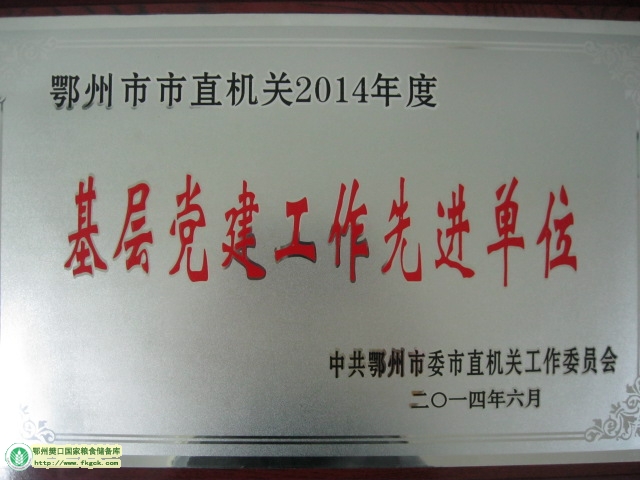 鄂州市市直机关2014年度
基层党建工作先进单位
中共鄂州市委市直机关工作委员会
二〇一四年六月
鄂州樊口国家粮食储备库
http://www.fkgck.com/